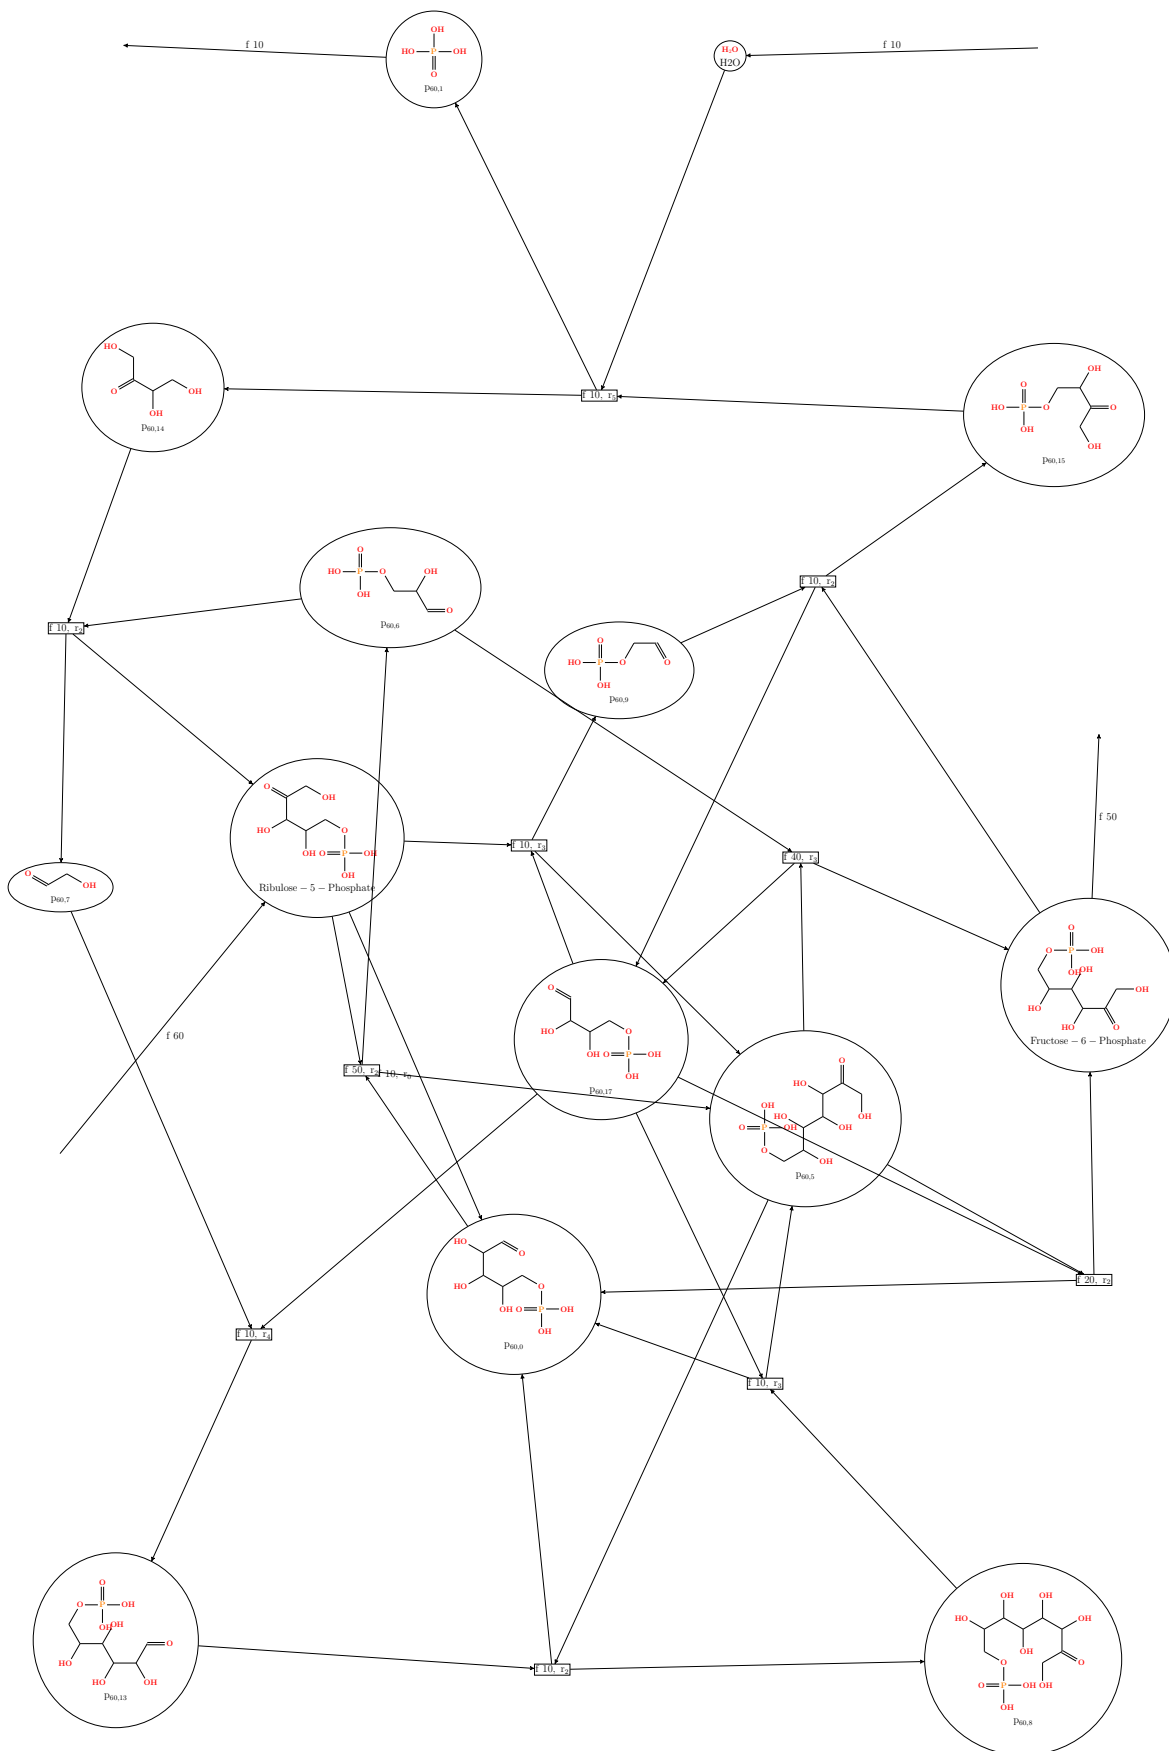 f 10
f 10
OH
HO P OH
O
p60,1
H₂O
H2O
HO
O
OH
OH
p60,14
f 10, r5
OH
O
HO P O
O
OH
OH
p60,15
O
HO P O
OH
OH
O
p60,6
f 10, r2
f 10, r2
O
HO P O
O
OH
p60,9
O
OH
HO
O
OH O P OH
OH
Ribulose − 5 − Phosphate
f 10, r3
f 40, r3
f 50
O
OH
p60,7
O
O P OH
OH OH
OH
HO
HO
O
Fructose − 6 − Phosphate
O
HO
O
OH O P OH
OH
p60,17
f 60
f 50, r2
10, r6
O
HO
OH
OH
HO
O P OH
OH
O
OH
p60,5
HO
O
HO
O
OH O P OH
OH
p60,0
f 20, r2
f 10, r4
f 10, r3
O
O P OH
OH OH
O
HO
HO
OH
p60,13
f 10, r2
OH
OH
HO
OH
OH
O
O
O P OH
OH
OH
p60,8